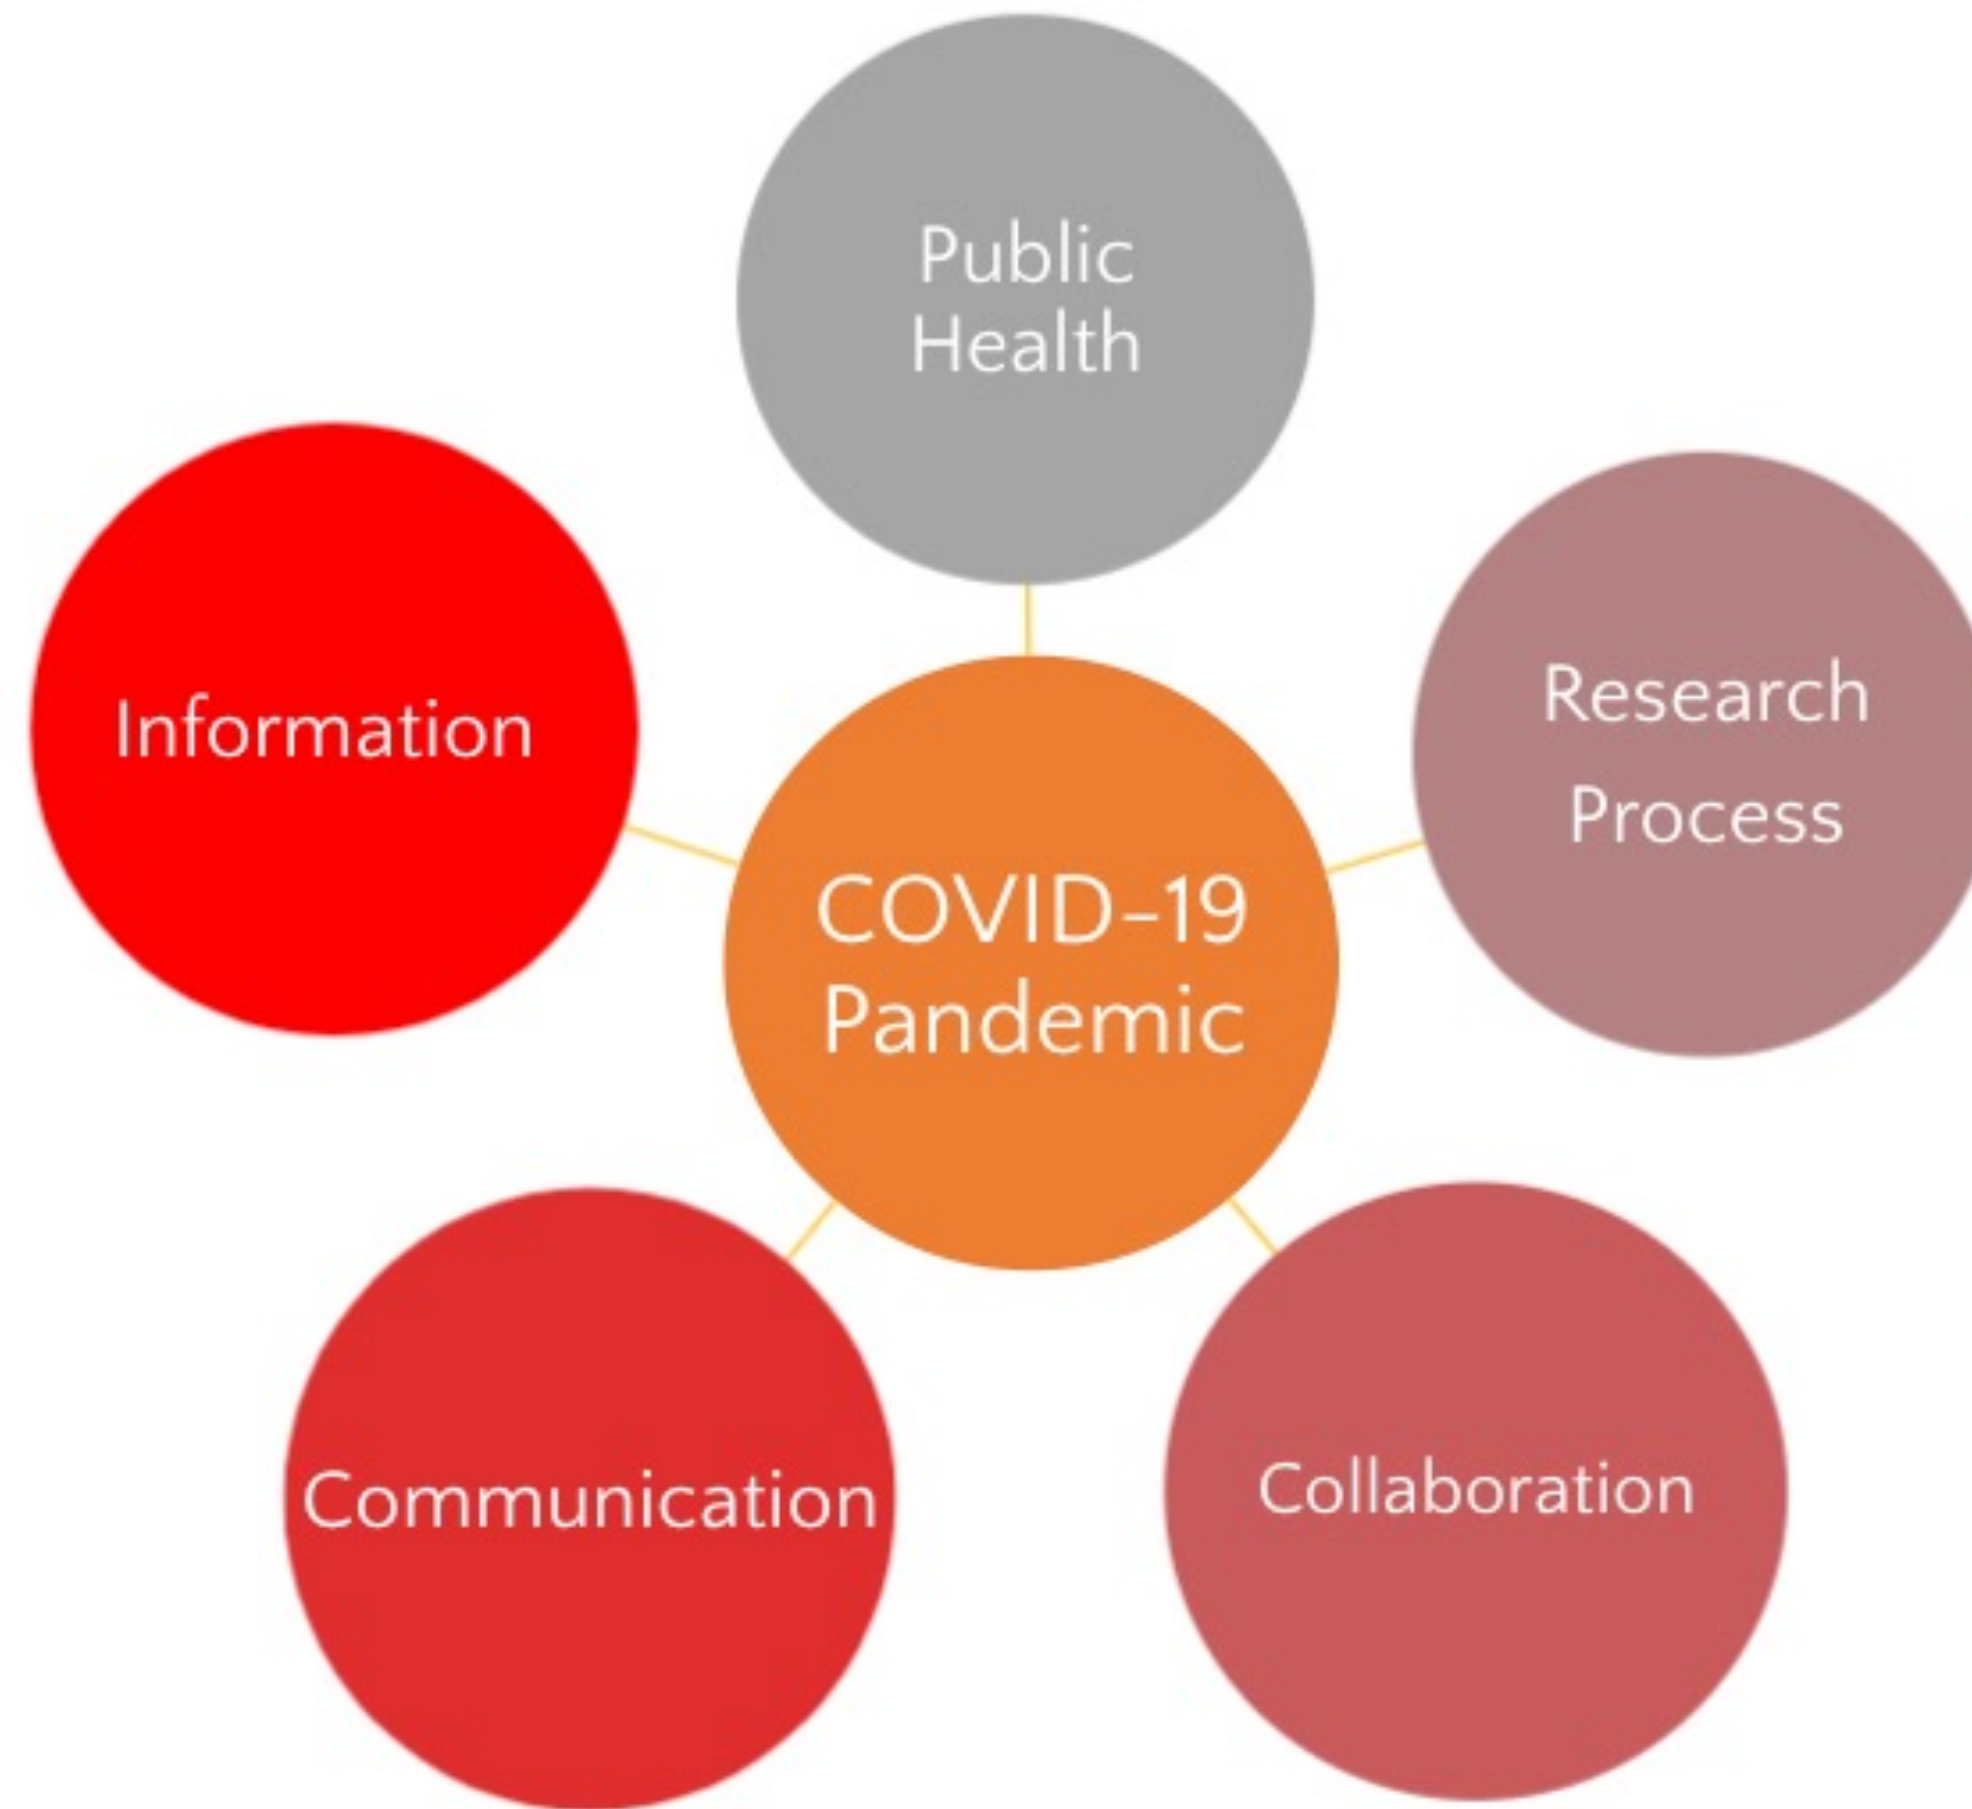 Public
Health
Information
Research
Process
COVID-19
Pandemic
Communication
Collaboration